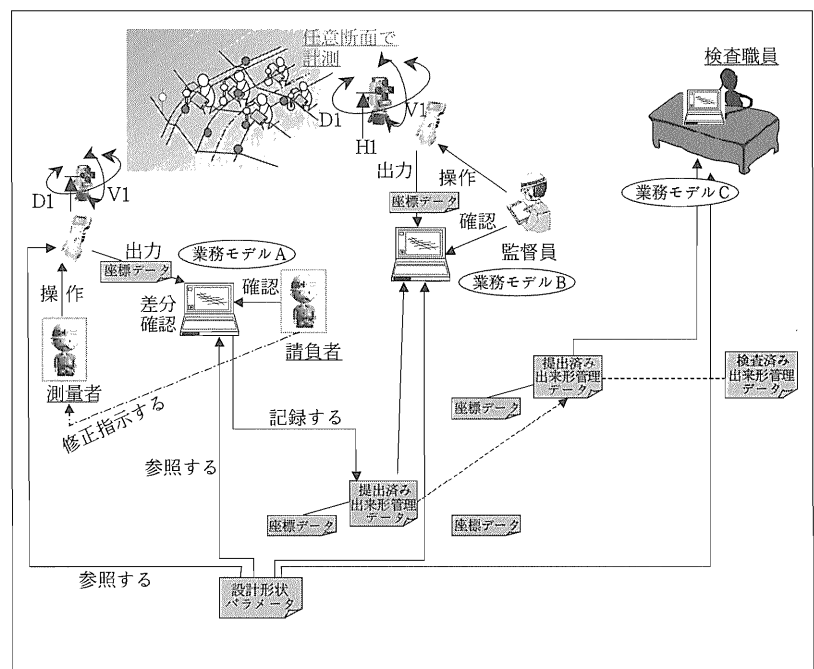 任意断面で
計測
検査職員
D1
V1
H1
出力
操作
座標データ
確認
監督員
業務モデルC
D1
V1
出力
座標データ
業務モデルA
業務モデルB
操作
差分
確認
確認
請負者
測量者
修正指示する
記録する
参照する
提出済み
出来形管理
データ
検査済み
出来形管理
データ
座標データ
提出済み
出来形管理
データ
座標データ
座標データ
参照する
設計形状
パラメータ